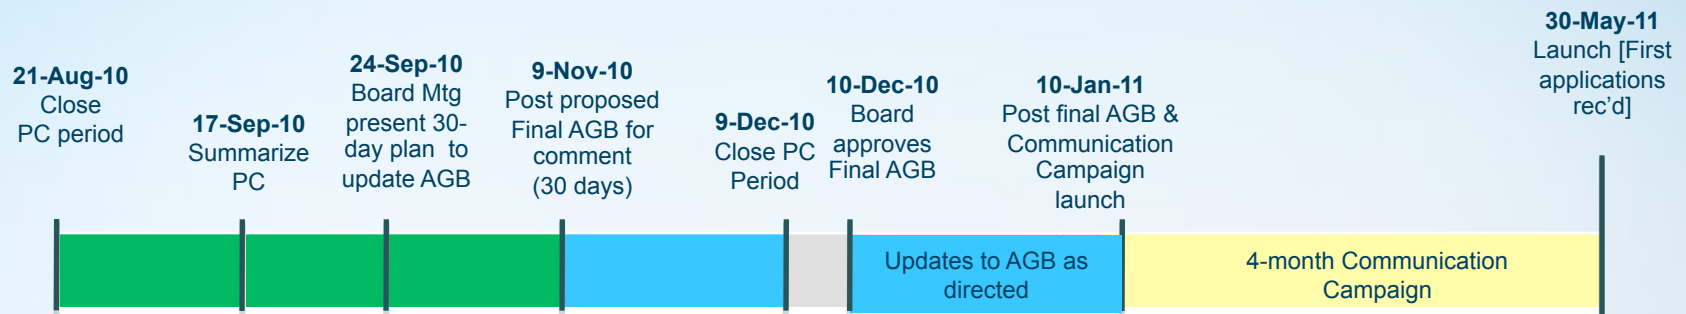 21-Aug-10
Close
PC period
17-Sep-10
Summarize
PC
24-Sep-10
Board Mtg
present 30-
day plan to
update AGB
9-Nov-10
Post proposed
Final AGB for
comment
(30 days)
9-Dec-10
Close PC
Period
10-Dec-10
Board
approves
Final AGB
10-Jan-11
Post final AGB &
Communication
Campaign
launch
30-May-11
Launch [First
applications
rec’d]
Updates to AGB as
directed
4-month Communication
Campaign